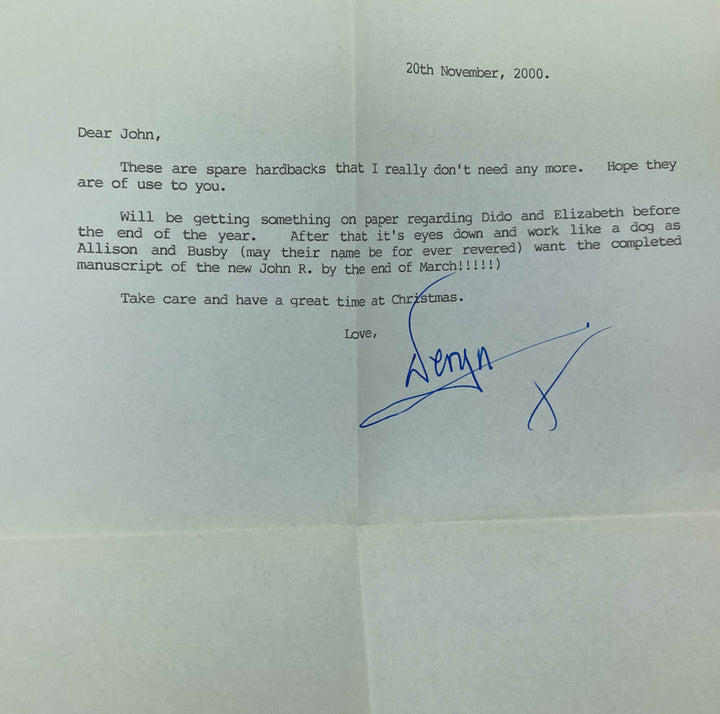 20th November, 2000.
Dear John,
These are spare hardbacks that I really don't need any more. Hope they
are of use to you.
Will be getting something on paper regarding Dido and Elizabeth before
the end of the year. After that it's eyes down and work like a dog as
Allison and Busby (may their name be for ever revered) want the completed
manuscript of the new John R. by the end of March!!!!!)
Take care and have a great time at Christmas.
Love,
Deryn
X